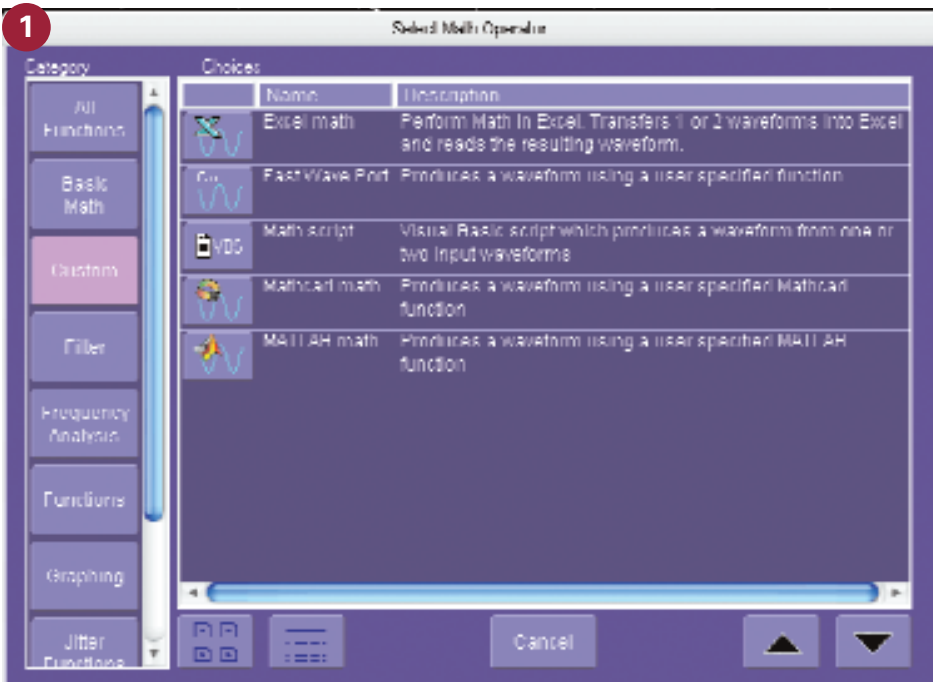 1
Select Math Operator
Category
Choices
All
Functions
Basic
Math
Custom
Filter
Frequency
Analysis
Functions
Graphing
Jitter
Functions
Name Description
Excel math Perform Math in Excel. Transfers 1 or 2 waveforms into Excel
and reads the resulting waveform.
Fast Wave Port Produces a waveform using a user specified function
VBS
Math script Visual Basic script which produces a waveform from one or
two input waveforms
Mathcad math Produces a waveform using a user specified Mathcad
function
MATLAB math Produces a waveform using a user specified MATLAB
function
Cancel